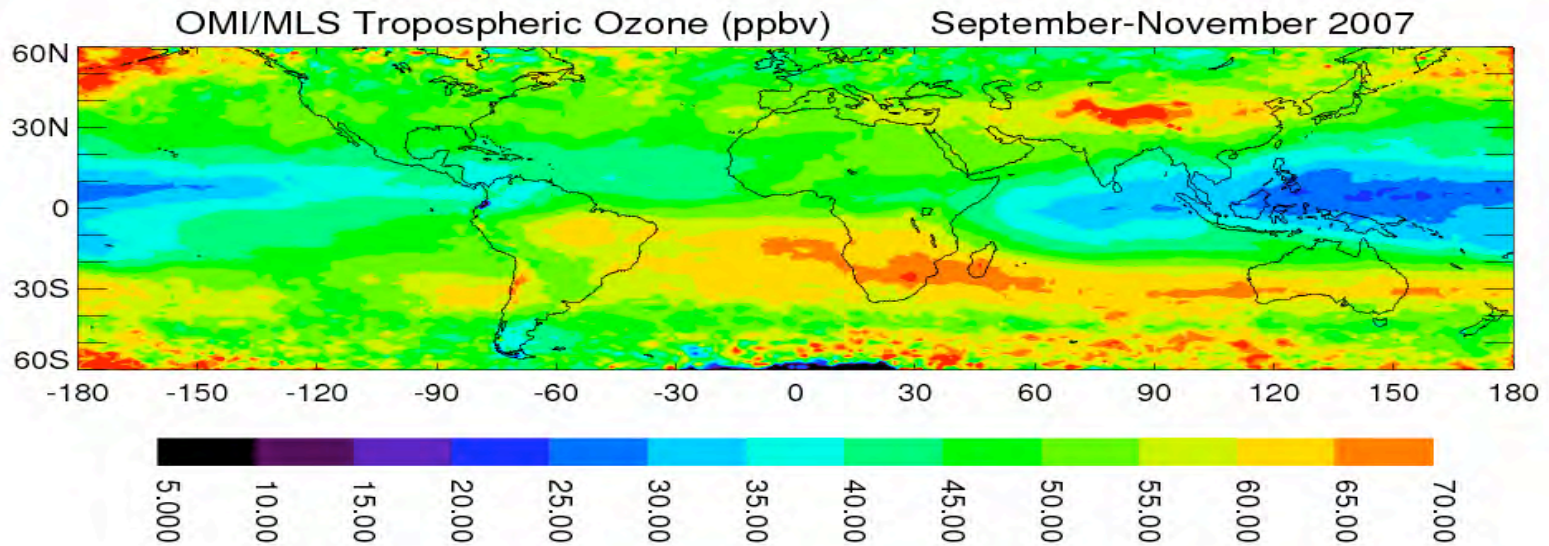 OMI/MLS Tropospheric Ozone (ppbv) September-November 2007
60N
30N
0
30S
60S
-180 -150 -120 -90 -60 -30 0 30 60 90 120 150 180
5.000 10.00 15.00 20.00 25.00 30.00 35.00 40.00 45.00 50.00 55.00 60.00 65.00 70.00